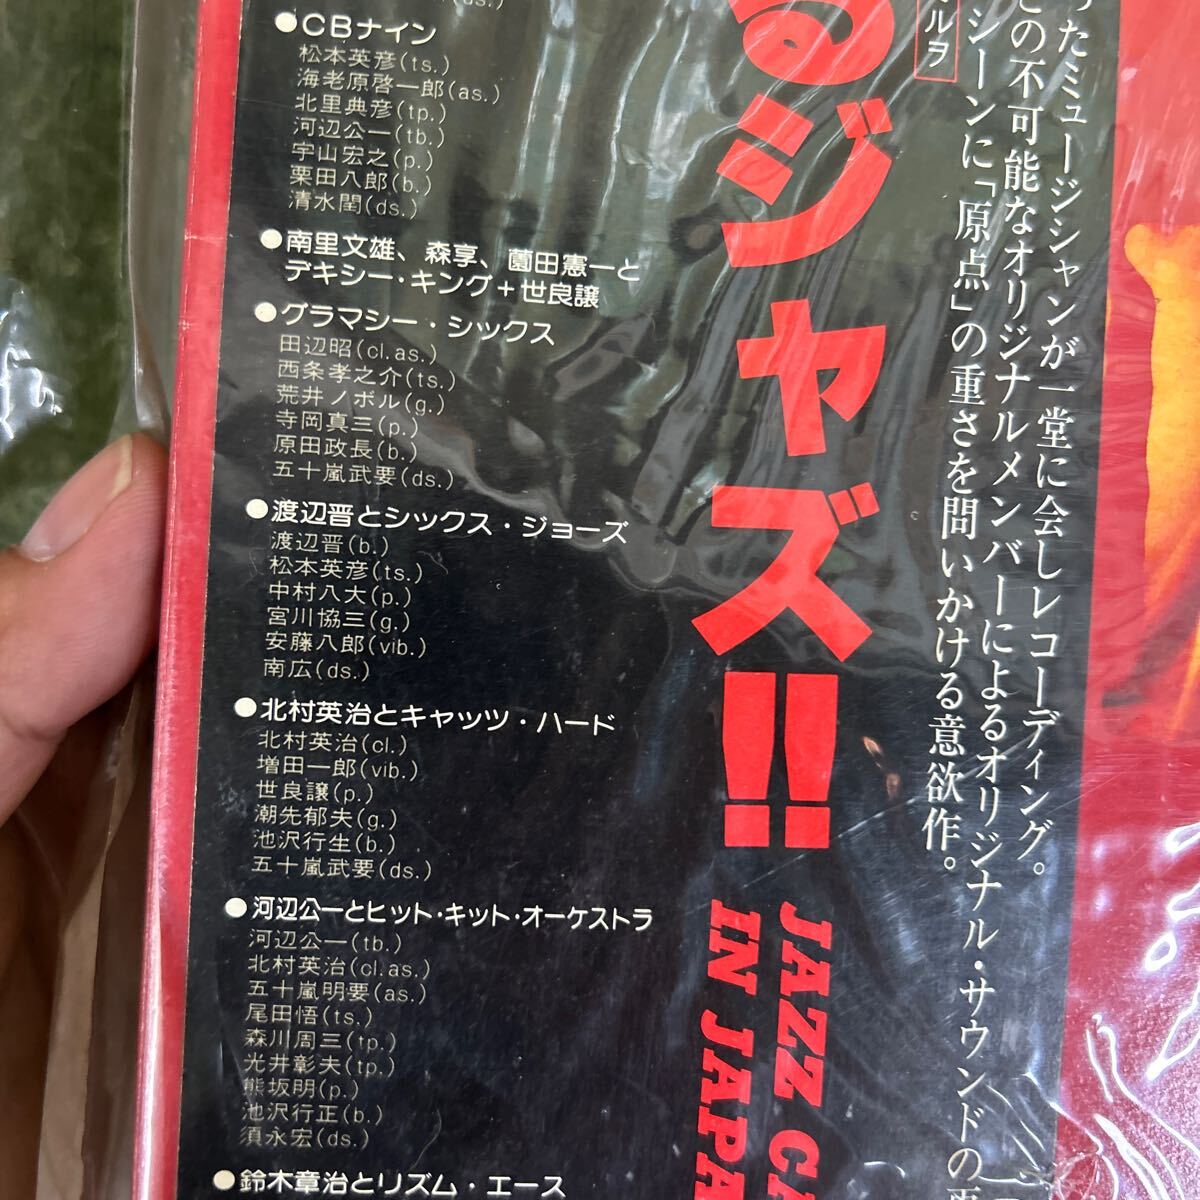 ●CBナイン
松本英彦(ts.)
海老原啓一郎(as.)
北里典彦(tp.)
河辺公一(tb.)
宇山宏之(p.)
栗田八郎(b.)
清水閏(ds.)
●南里文雄、森亨、薗田憲一と
デキシー・キング+世良譲
●グラマシー・シックス
田辺昭(cl.as.)
西条孝之介(ts.)
荒井ノボル(g.)
寺岡真三(p.)
原田政長(b.)
五十嵐武要(ds.)
●渡辺晋とシックス・ジョーズ
渡辺晋(b.)
松本英彦(ts.)
中村八大(p.)
宮川協三(g.)
安藤八郎(vib.)
南広(ds.)
●北村英治とキャッツ・ハード
北村英治(cl.)
増田一郎(vib.)
世良譲(p.)
潮先郁夫(g.)
池沢行生(b.)
五十嵐武要(ds.)
●河辺公一とヒット・キット・オーケストラ
河辺公一(tb.)
北村英治(cl.as.)
五十嵐明要(as.)
尾田悟(ts.)
森川周三(tp.)
光井彰夫(tp.)
熊坂明(p.)
池沢行正(b.)
須永宏(ds.)
●鈴木章治とリズム・エース
るジャズ!!
JAZZ
IN JAPA
ルヲ
ったミュージシャンが一堂に会しレコーディング。
この不可能なオリジナルメンバーによるオリジナル・サウンドの再
シーンに「原点」の重さを問いかける意欲作。